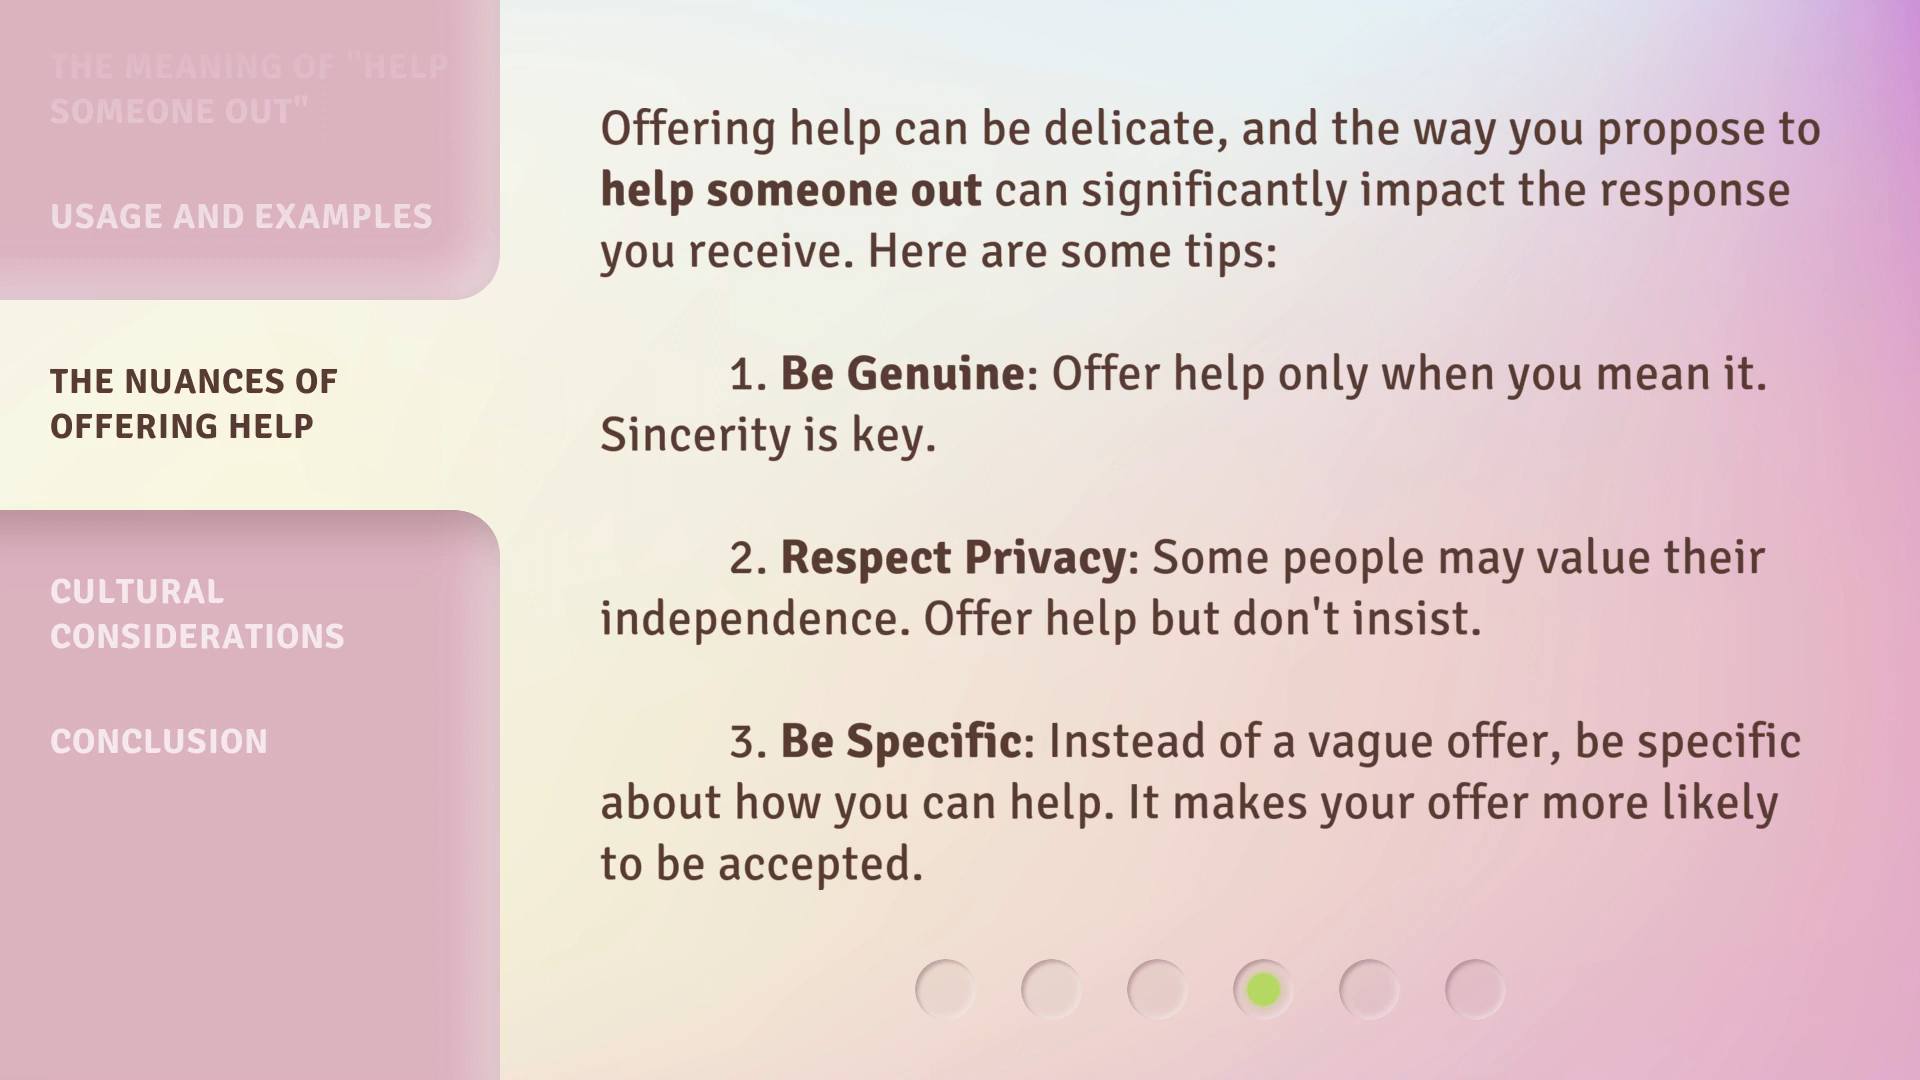 THE MEANING OF "HELP
SOMEONE OUT"
USAGE AND EXAMPLES
THE NUANCES OF
OFFERING HELP
CULTURAL
CONSIDERATIONS
CONCLUSION
Offering help can be delicate, and the way you propose to
help someone out can significantly impact the response
you receive. Here are some tips:
1. Be Genuine: Offer help only when you mean it.
Sincerity is key.
2. Respect Privacy: Some people may value their
independence. Offer help but don't insist.
3. Be Specific: Instead of a vague offer, be specific
about how you can help. It makes your offer more likely
to be accepted.